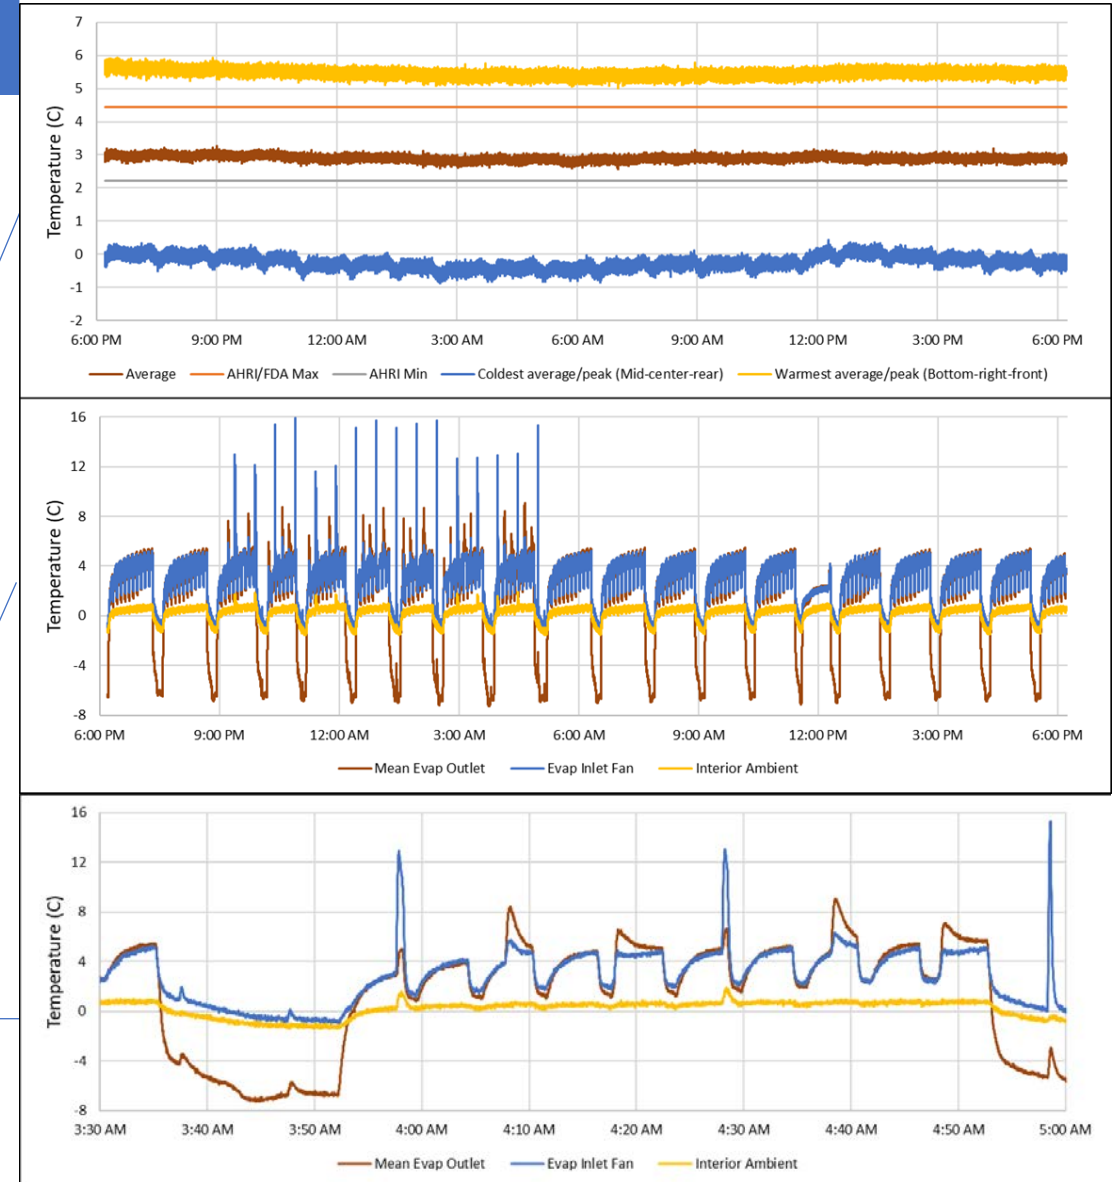 7
6
5
4
3
2
1
0
-1
-2
Temperature (C)
6:00 PM 9:00 PM 12:00 AM 3:00 AM 6:00 AM 9:00 AM 12:00 PM 3:00 PM 6:00 PM
Average AHRI/FDA Max AHRI Min Coldest average/peak (Mid-center-rear) Warmest average/peak (Bottom-right-front)
16
12
8
4
0
-4
-8
Temperature (C)
6:00 PM 9:00 PM 12:00 AM 3:00 AM 6:00 AM 9:00 AM 12:00 PM 3:00 PM 6:00 PM
Mean Evap Outlet Evap Inlet Fan Interior Ambient
16
12
8
4
0
-4
-8
Temperature (C)
3:30 AM 3:40 AM 3:50 AM 4:00 AM 4:10 AM 4:20 AM 4:30 AM 4:40 AM 4:50 AM 5:00 AM
Mean Evap Outlet Evap Inlet Fan Interior Ambient